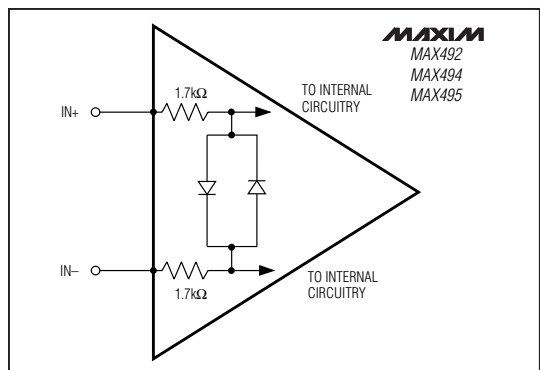 MAXIM
MAX492
MAX494
MAX495
1.7kΩ
TO INTERNAL
CIRCUITRY
IN+
IN–
1.7kΩ
TO INTERNAL
CIRCUITRY